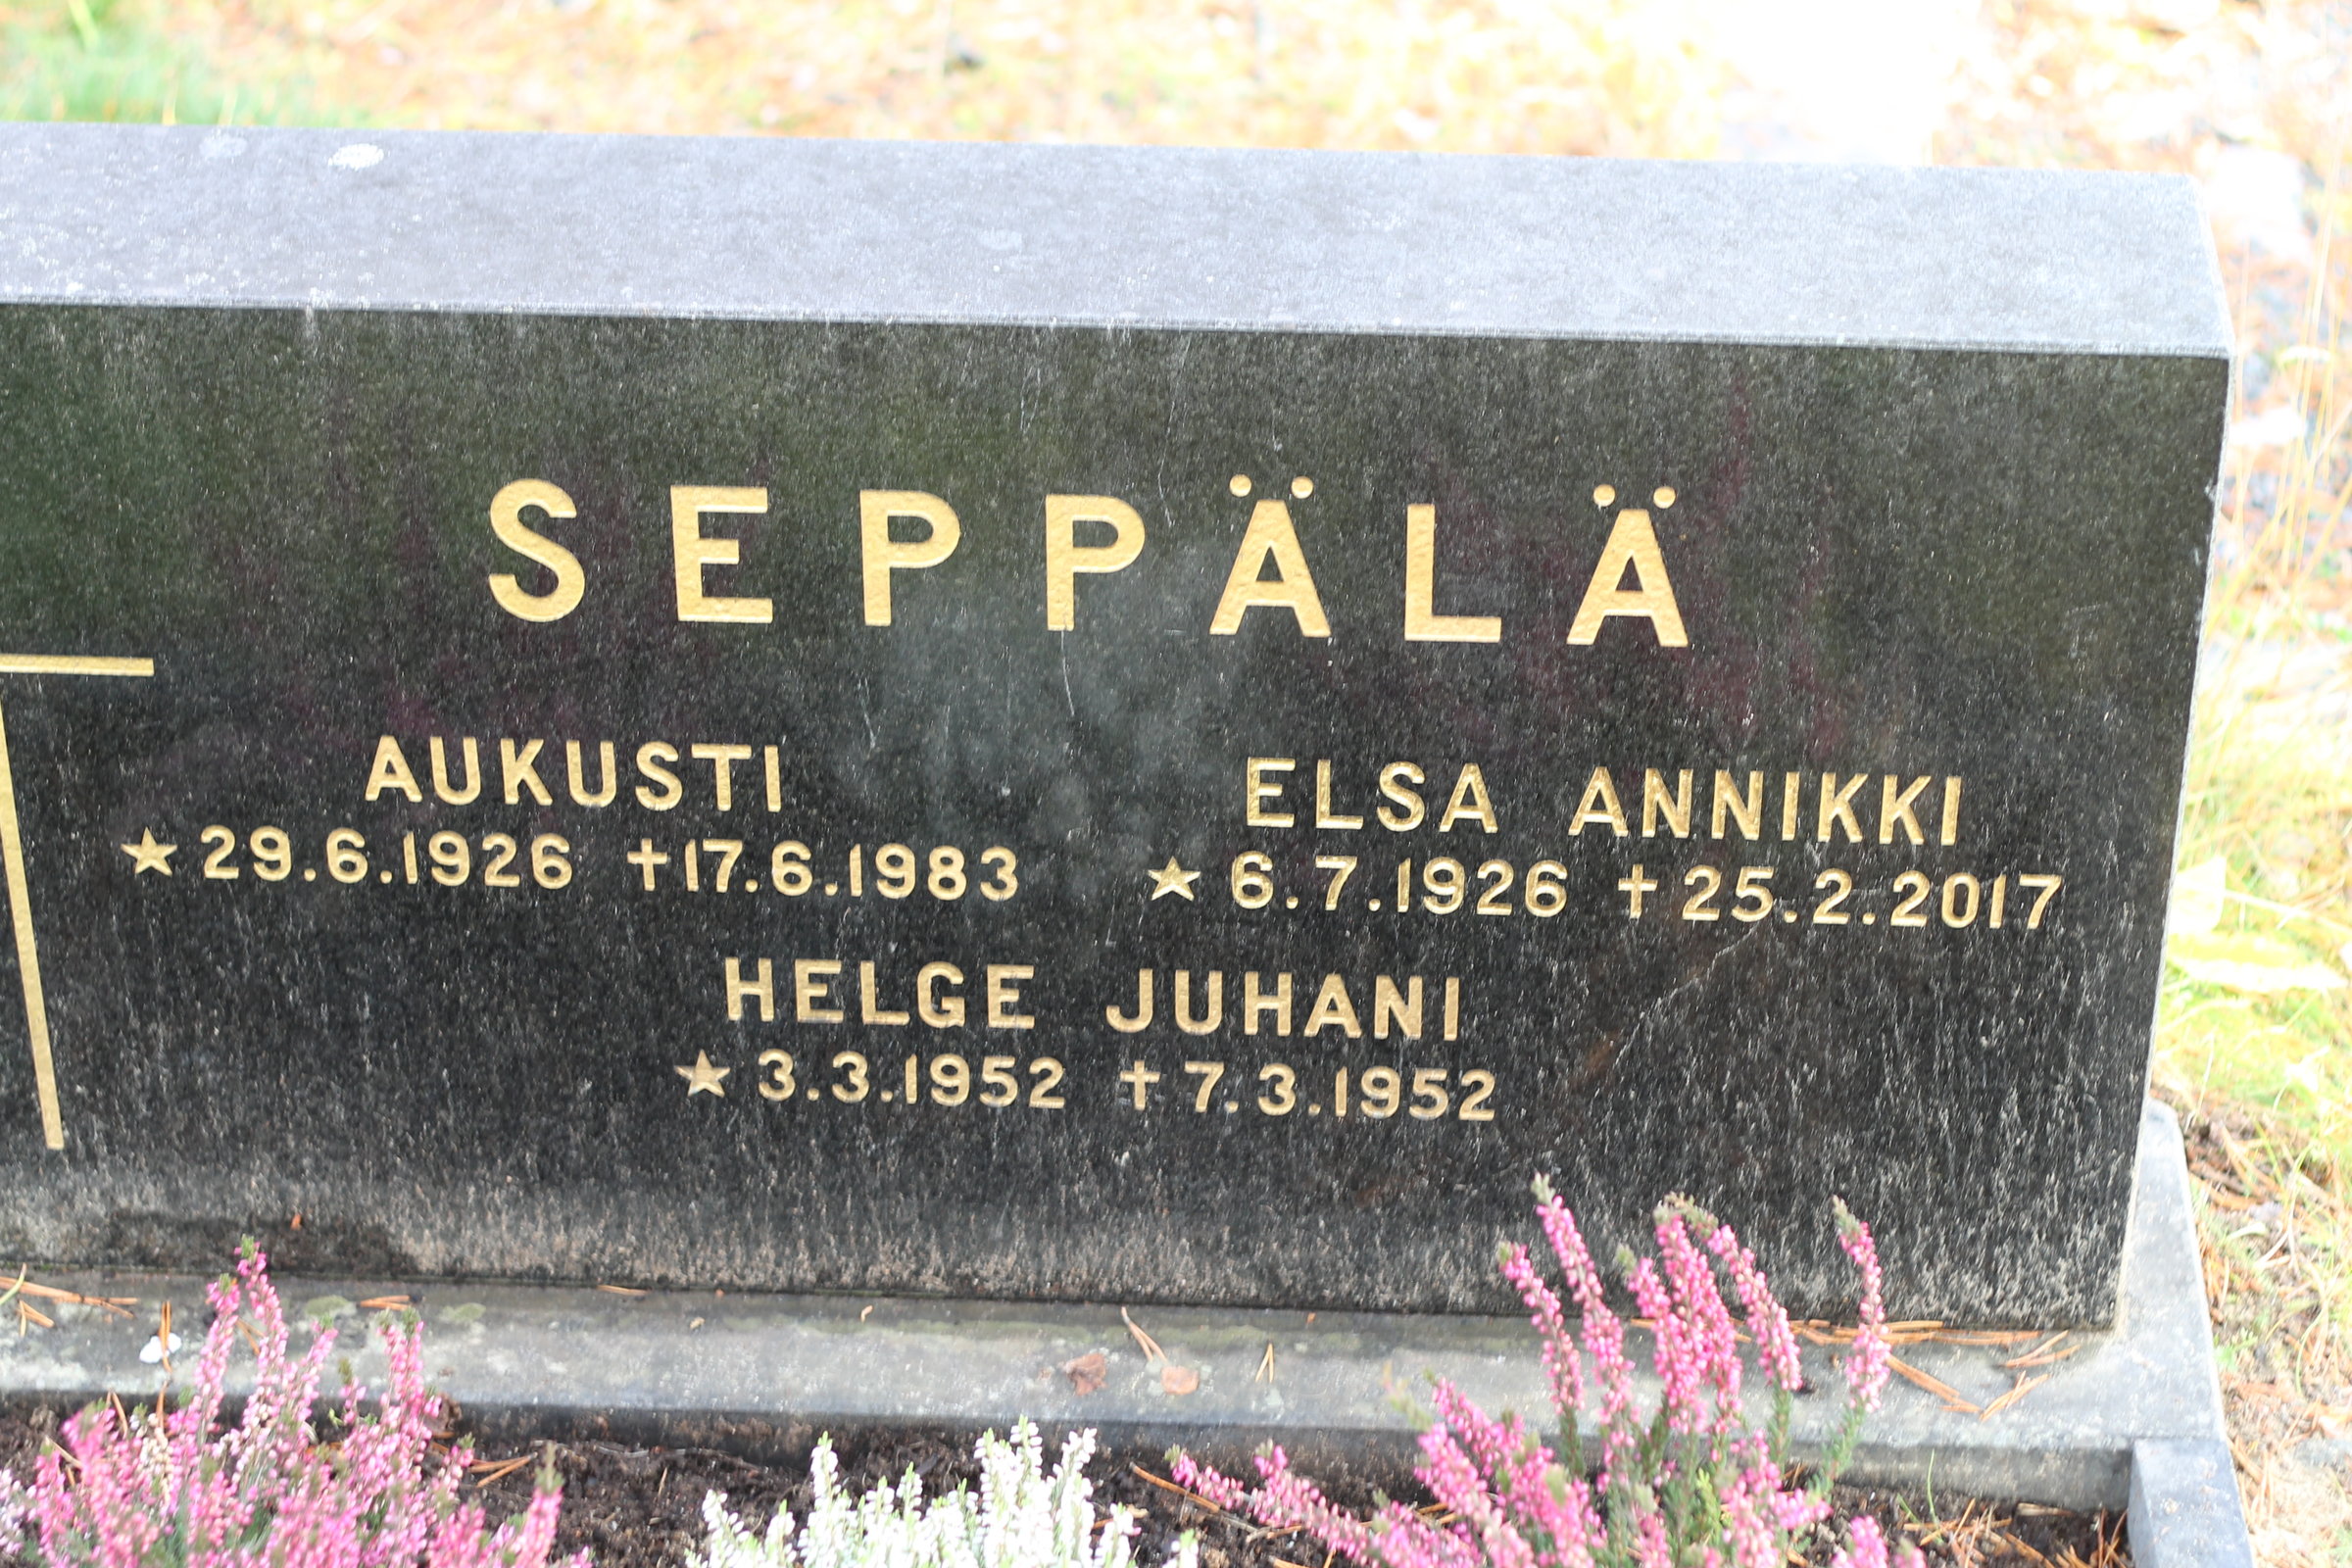 SEPPÄLÄ
AUKUSTI
★29.6.1926 ✝17.6.1983
ELSA ANNIKKI
★6.7.1926 ✝25.2.2017
HELGE JUHANI
★3.3.1952 ✝7.3.1952